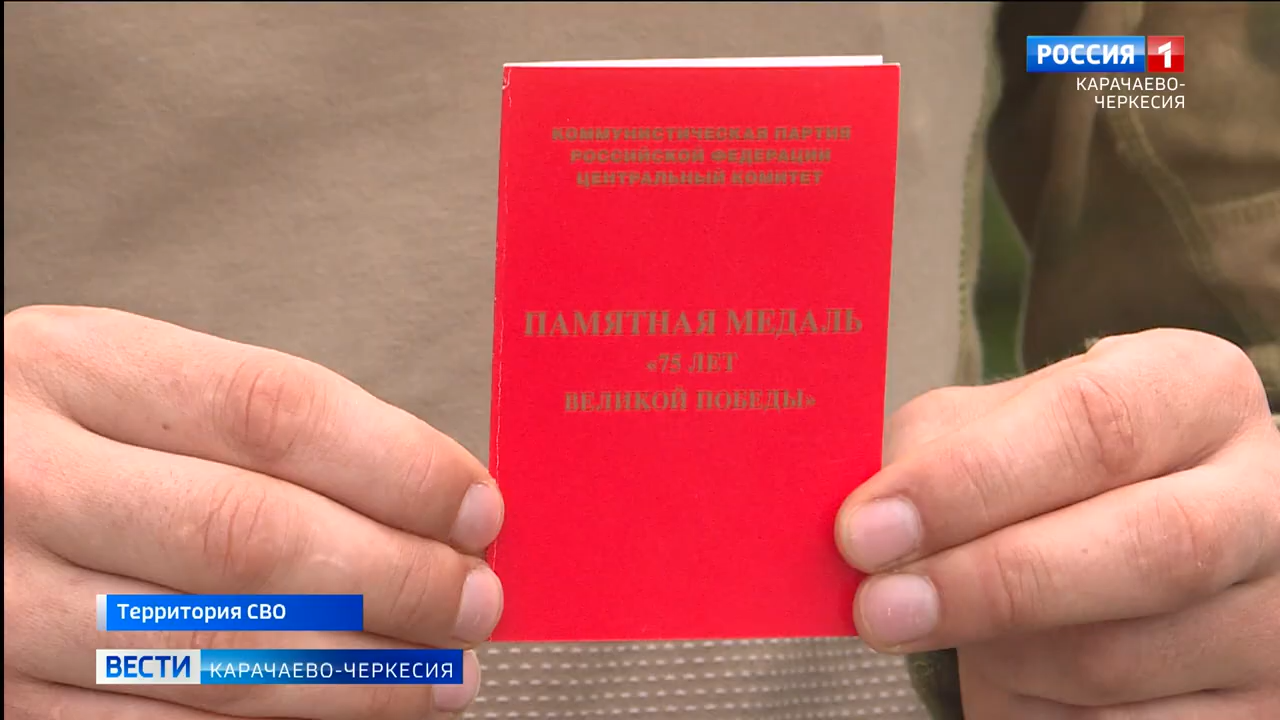 РОССИЯ 1
КАРАЧАЕВО-
ЧЕРКЕСИЯ
КОММУНИСТИЧЕСКАЯ ПАРТИЯ
РОССИЙСКОЙ ФЕДЕРАЦИИ
ЦЕНТРАЛЬНЫЙ КОМИТЕТ
ПАМЯТНАЯ МЕДАЛЬ
«75 ЛЕТ
ВЕЛИКОЙ ПОБЕДЫ»
Территория СВО
ВЕСТИ КАРАЧАЕВО-ЧЕРКЕСИЯ